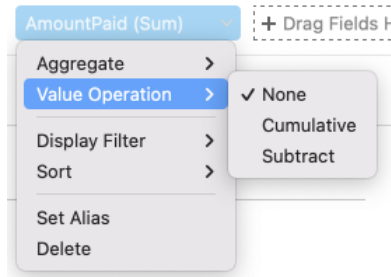 AmountPaid (Sum)
+ Drag Fields H
Aggregate
Value Operation
✓ None
Cumulative
Subtract
Display Filter
Sort
Set Alias
Delete